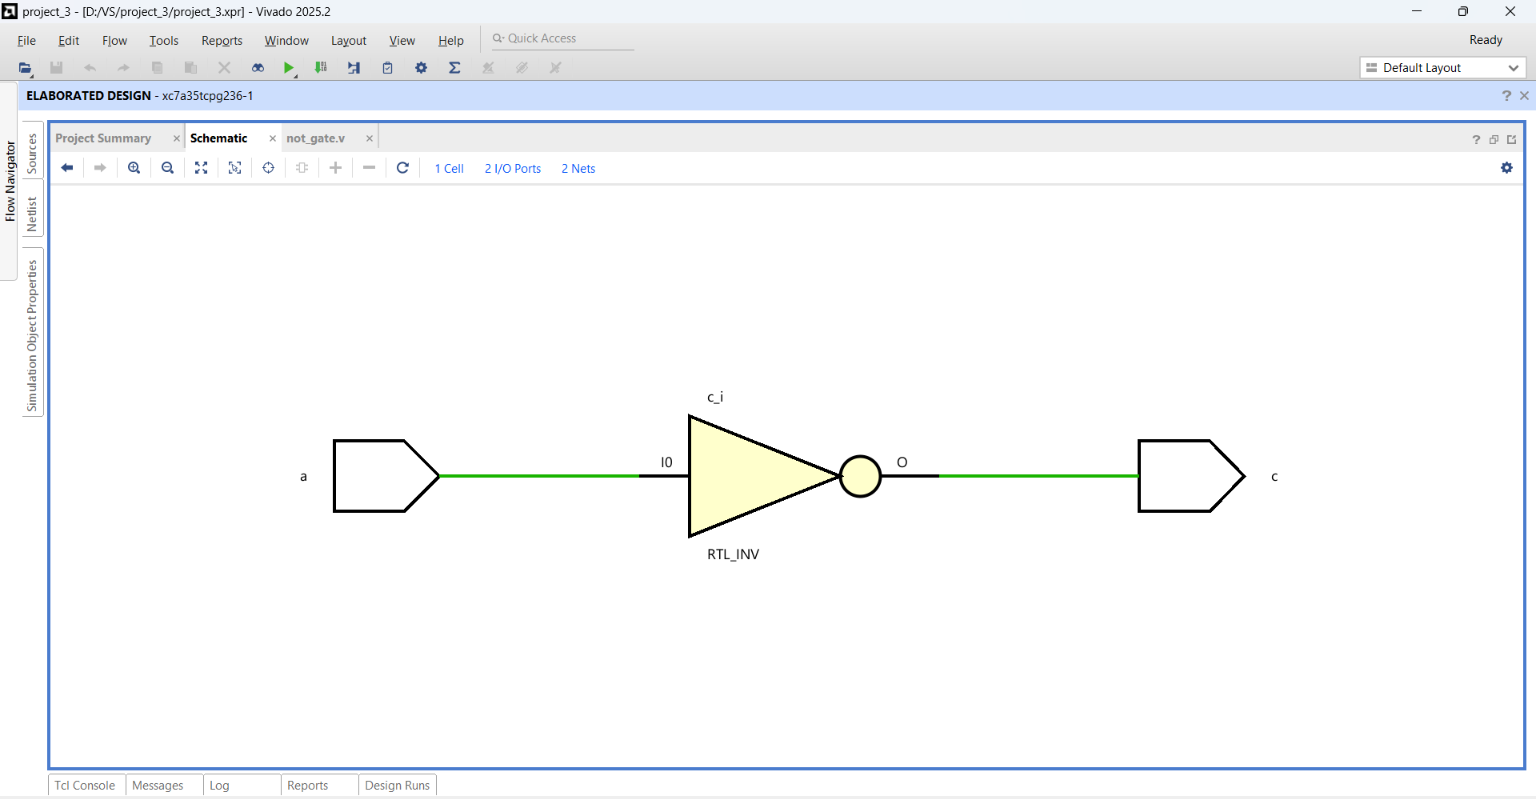 project_3 - [D:/VS/project_3/project_3.xpr] - Vivado 2025.2
File Edit Flow Tools Reports Window Layout View Help Quick Access Ready
Default Layout
ELABORATED DESIGN - xc7a35tcpg236-1
Flow Navigator
Sources
Netlist
Simulation Object Properties
Project Summary Schematic not_gate.v
1 Cell 2 I/O Ports 2 Nets
c_i
a I0 O c
RTL_INV
Tcl Console Messages Log Reports Design Runs